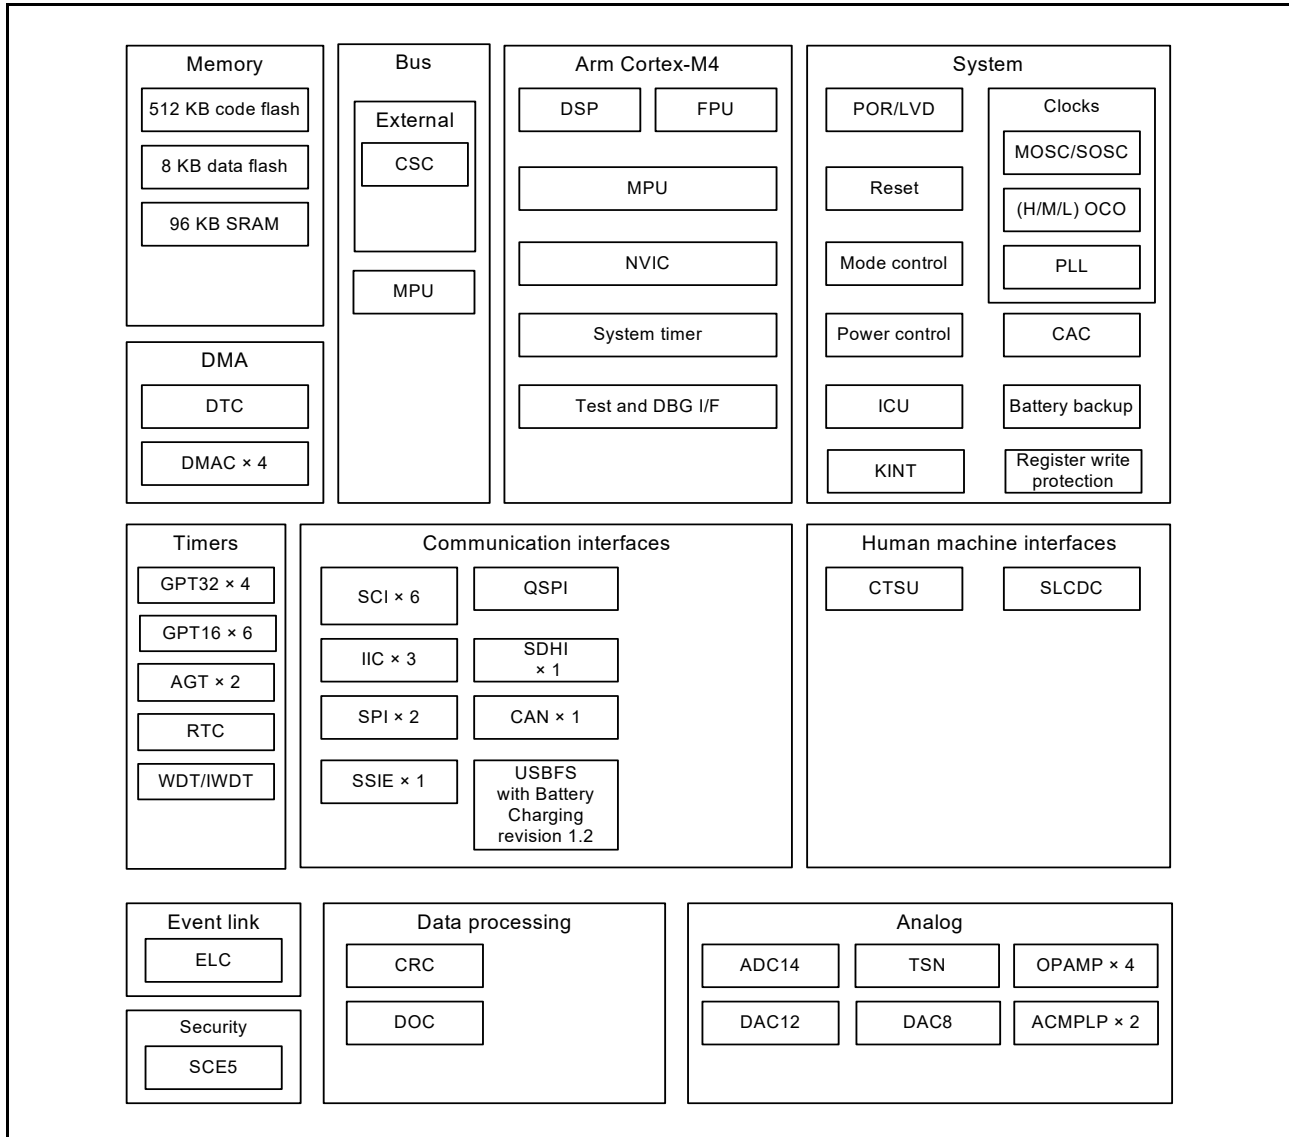 Memory
512 KB code flash
8 KB data flash
96 KB SRAM
DMA
DTC
DMAC × 4
Bus
External
CSC
MPU
Arm Cortex-M4
DSP
FPU
MPU
NVIC
System timer
Test and DBG I/F
System
POR/LVD
Reset
Mode control
Power control
ICU
KINT
Clocks
MOSC/SOSC
(H/M/L) OCO
PLL
CAC
Battery backup
Register write
protection
Timers
GPT32 × 4
GPT16 × 6
AGT × 2
RTC
WDT/IWDT
Communication interfaces
SCI × 6
IIC × 3
SPI × 2
SSIE × 1
QSPI
SDHI
× 1
CAN × 1
USBFS
with Battery
Charging
revision 1.2
Human machine interfaces
CTSU
SLCDC
Event link
ELC
Security
SCE5
Data processing
CRC
DOC
Analog
ADC14
TSN
OPAMP × 4
DAC12
DAC8
ACMPLP × 2